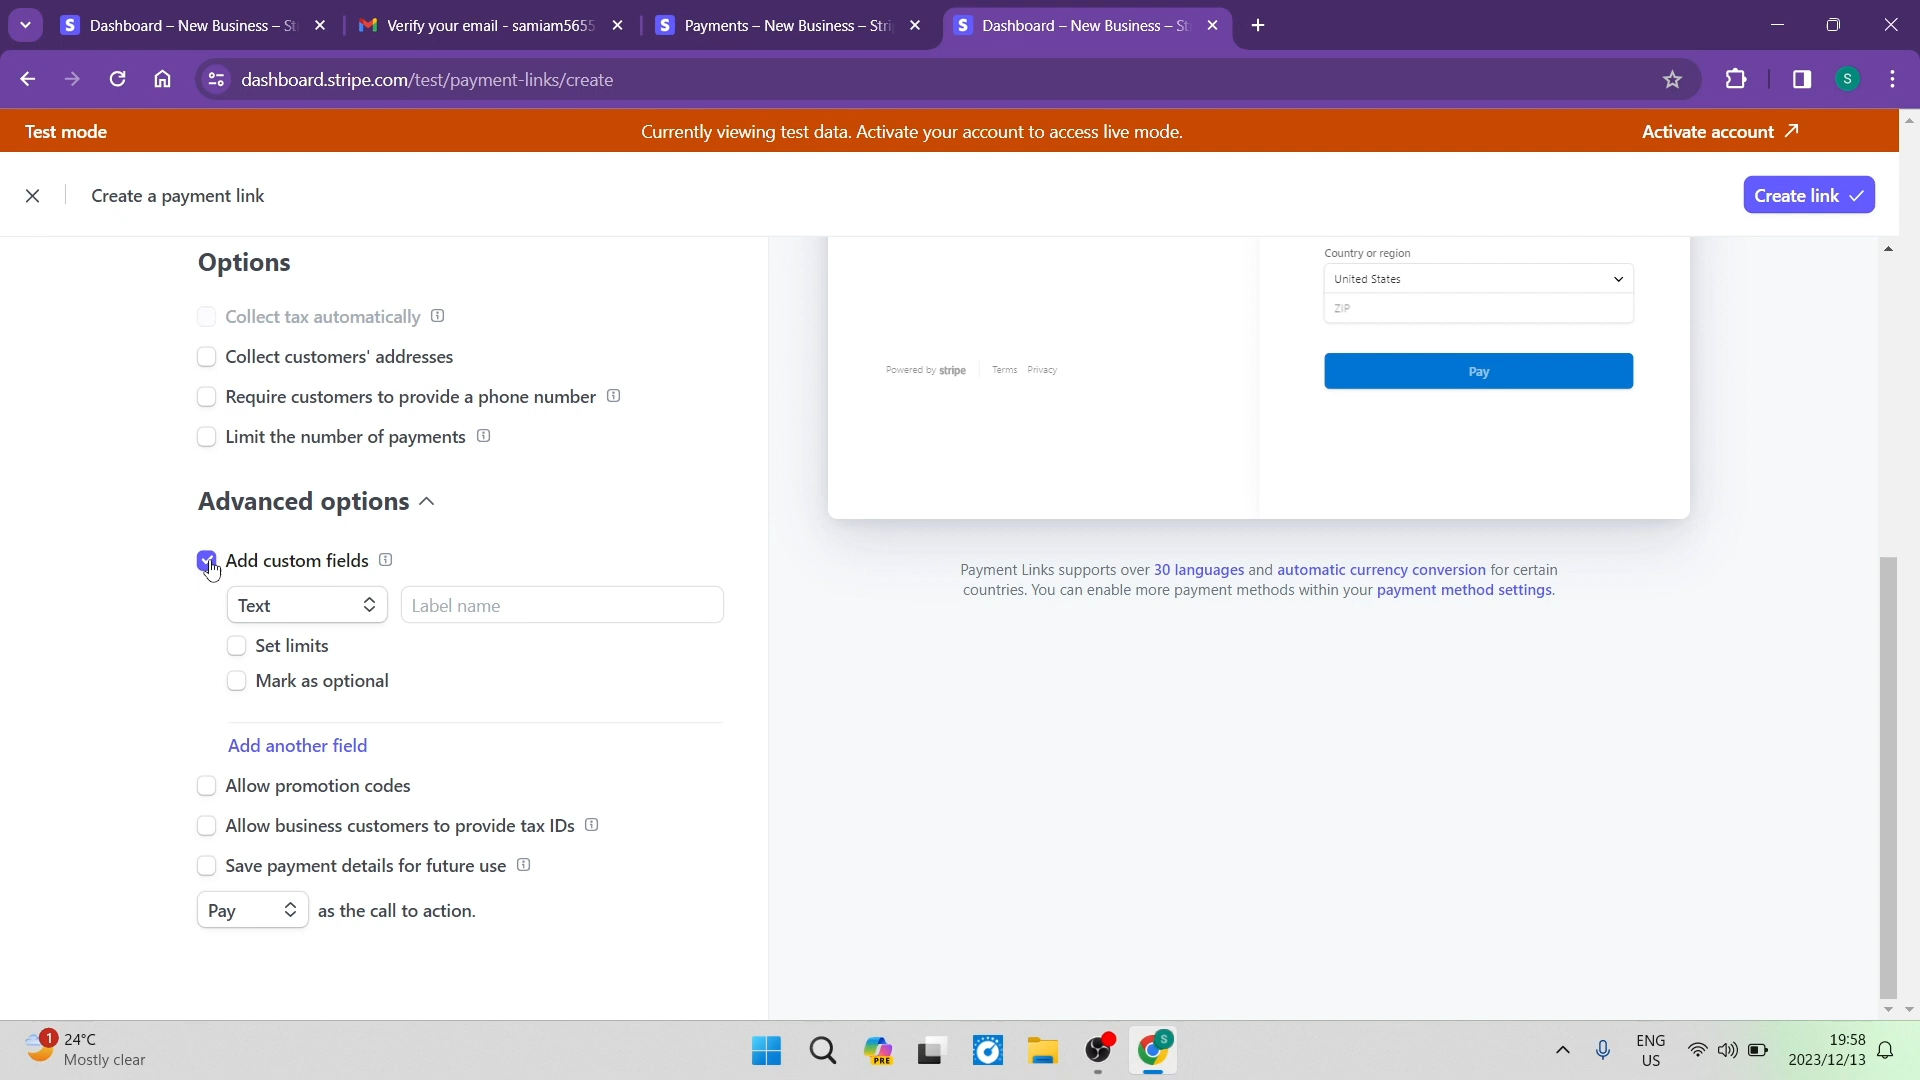 Dashboard – New Business – St
Verify your email - samiam5655
Payments – New Business – Stri
Dashboard – New Business – St
dashboard.stripe.com/test/payment-links/create
S
Test mode
Currently viewing test data. Activate your account to access live mode.
Activate account
Create a payment link
Create link
Options
Collect tax automatically
Collect customers' addresses
Require customers to provide a phone number
Limit the number of payments
Advanced options
Add custom fields
Text
Label name
Set limits
Mark as optional
Add another field
Allow promotion codes
Allow business customers to provide tax IDs
Save payment details for future use
Pay as the call to action.
Country or region
United States
ZIP
Powered by stripe
Terms Privacy
Pay
Payment Links supports over 30 languages and automatic currency conversion for certain
countries. You can enable more payment methods within your payment method settings.
1
24°C
Mostly clear
PRE
S
ENG
US
19:58
2023/12/13